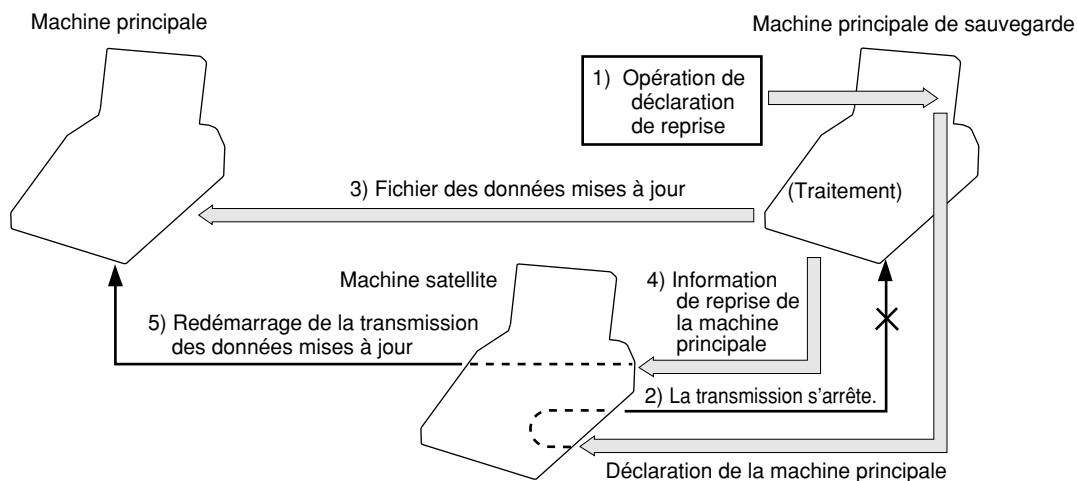 Machine principale
Machine principale de sauvegarde
1) Opération de
déclaration
de reprise
3) Fichier des données mises à jour
(Traitement)
Machine satellite
4) Information
de reprise de
la machine
principale
5) Redémarrage de la transmission
des données mises à jour
2) La transmission s'arrête.
Déclaration de la machine principale